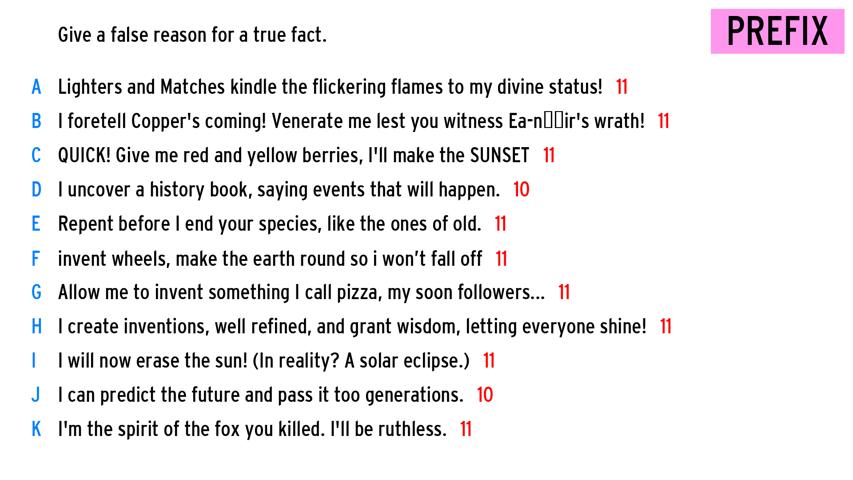 PREFIX
Give a false reason for a true fact.
A Lighters and Matches kindle the flickering flames to my divine status! 11
B I foretell Copper's coming! Venerate me lest you witness Ea-n▯▯ir's wrath! 11
C QUICK! Give me red and yellow berries, I'll make the SUNSET 11
D I uncover a history book, saying events that will happen. 10
E Repent before I end your species, like the ones of old. 11
F invent wheels, make the earth round so i won’t fall off 11
G Allow me to invent something I call pizza, my soon followers... 11
H I create inventions, well refined, and grant wisdom, letting everyone shine! 11
I I will now erase the sun! (In reality? A solar eclipse.) 11
J I can predict the future and pass it too generations. 10
K I'm the spirit of the fox you killed. I'll be ruthless. 11